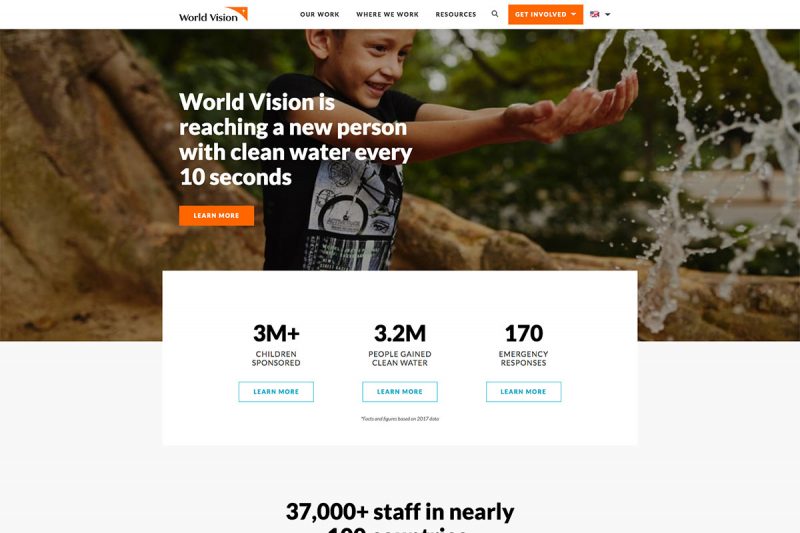 World Vision
OUR WORK
WHERE WE WORK
RESOURCES
GET INVOLVED
World Vision is
reaching a new person
with clean water every
10 seconds
LEARN MORE
3M+
CHILDREN
SPONSORED
LEARN MORE
3.2M
PEOPLE GAINED
CLEAN WATER
LEARN MORE
170
EMERGENCY
RESPONSES
LEARN MORE
*Facts and figures based on 2017 data
37,000+ staff in nearly
100 countries